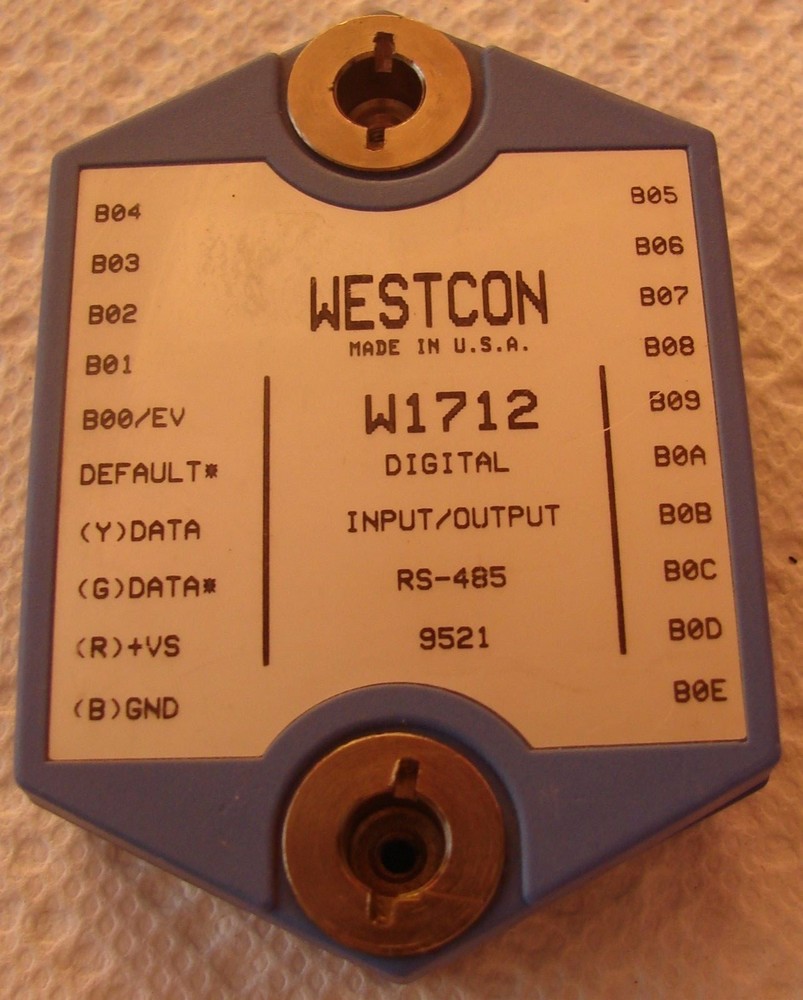 B04
B03
B02
B01
B00/EV
DEFAULT*
(Y)DATA
(G)DATA*
(R)+VS
(B)GND
WESTCON
MADE IN U.S.A.
W1712
DIGITAL
INPUT/OUTPUT
RS-485
9521
B05
B06
B07
B08
B09
B0A
B0B
B0C
B0D
B0E